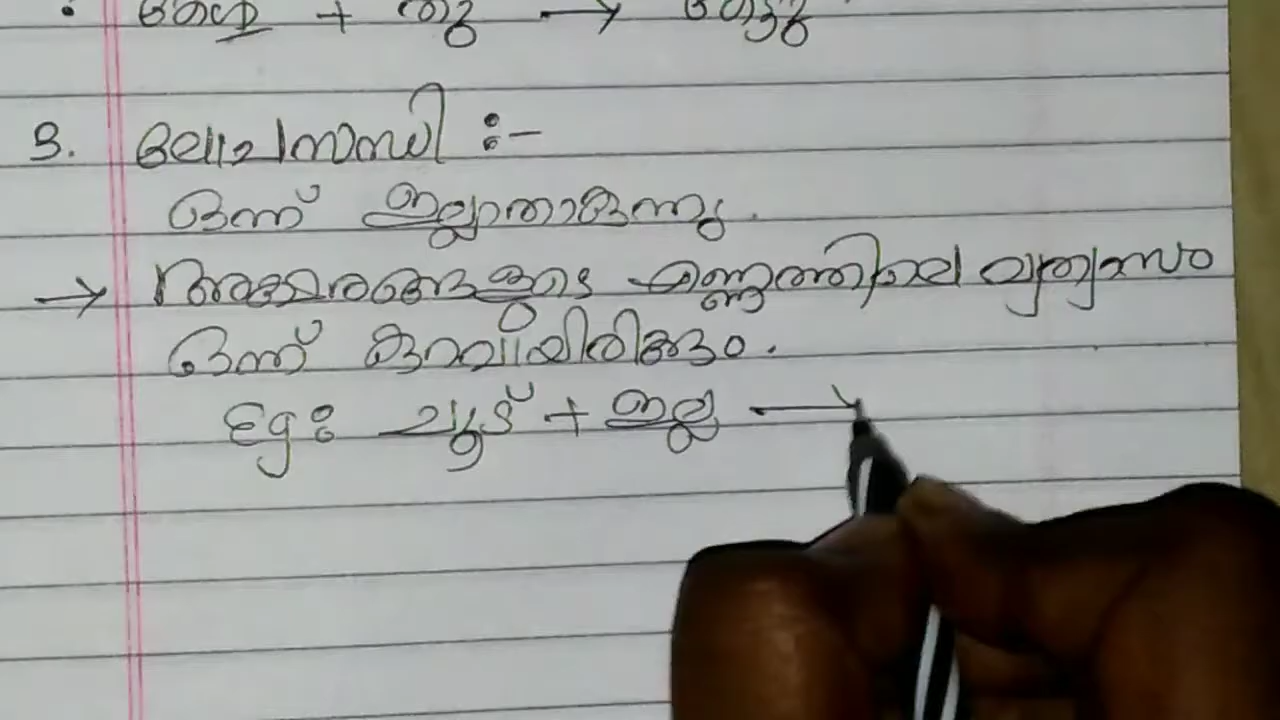 + തു →
3. ലോപസന്ധി :-
ഒന്ന് ഇല്ലാതാകുന്നു.
→ അക്ഷരങ്ങളുടെ എണ്ണത്തിലെ വ്യത്യാസം
ഒന്ന് കുറവായിരിക്കും.
Eg: ചൂട് + ഇല്ല →